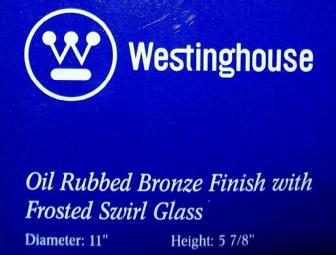 Westinghouse
Oil Rubbed Bronze Finish with
Frosted Swirl Glass
Diameter: 11" Height: 5 7/8"